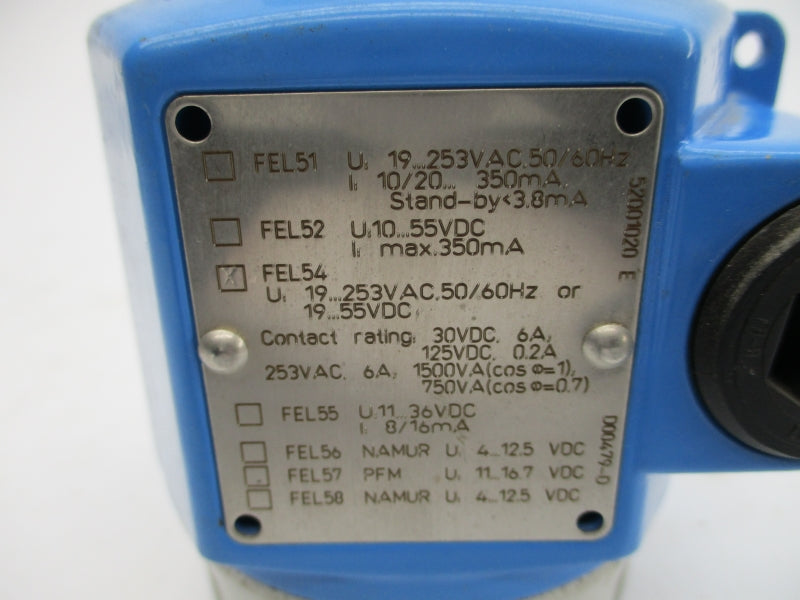 FEL51 U: 19...253VAC,50/60Hz
I: 10/20... 350mA,
Stand-by<3.8mA
FEL52 U:10...55VDC
I: max.350mA
X FEL54
U: 19...253VAC,50/60Hz or
19...55VDC
Contact rating: 30VDC, 6A,
125VDC, 0.2A
253VAC, 6A, 1500VA(cos φ=1),
750VA(cos φ=0.7)
FEL55 U:11...36VDC
I: 8/16mA
FEL56 NAMUR U: 4...12.5 VDC
FEL57 PFM U: 11...16.7 VDC
FEL58 NAMUR U: 4...12.5 VDC
52001020 E
000479-0